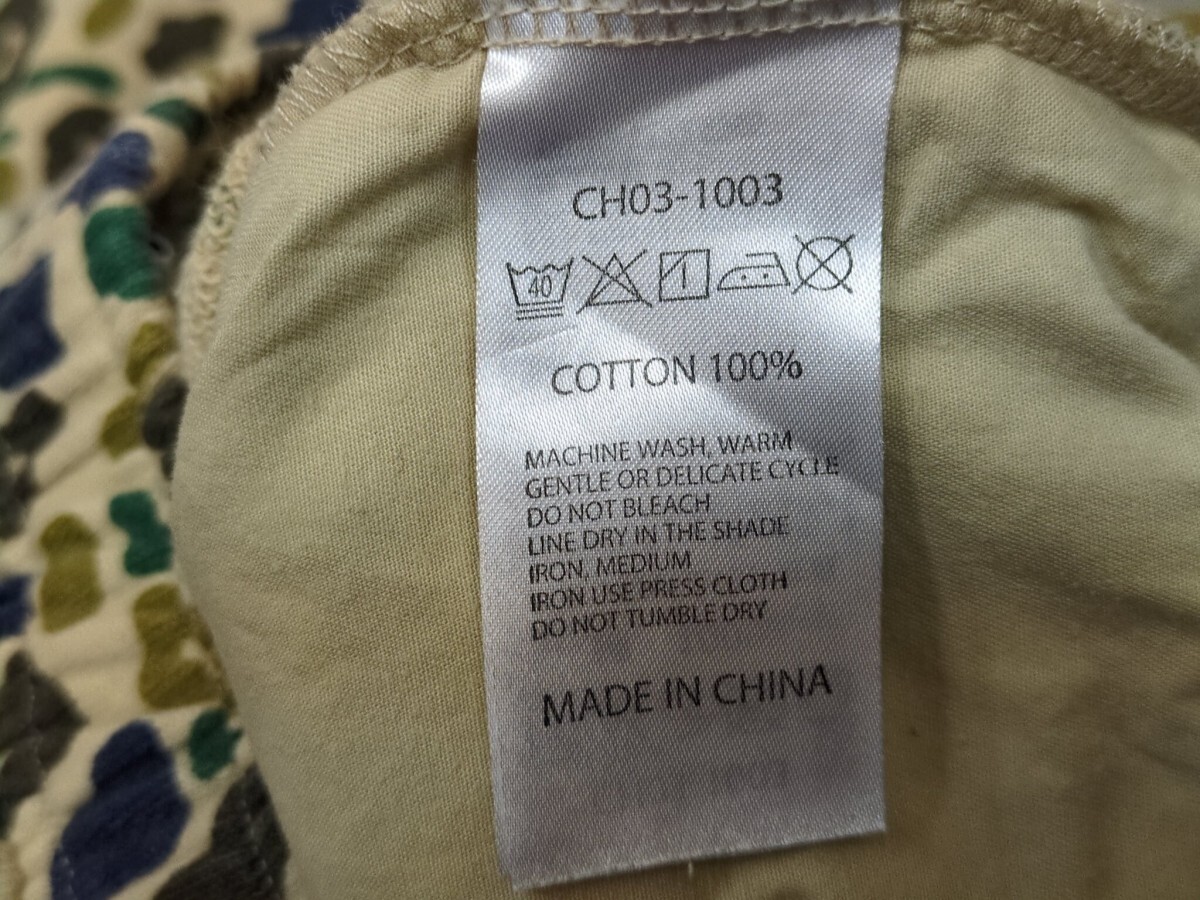 CH03-1003
40
COTTON 100%
MACHINE WASH, WARM
GENTLE OR DELICATE CYCLE
DO NOT BLEACH
LINE DRY IN THE SHADE
IRON, MEDIUM
IRON USE PRESS CLOTH
DO NOT TUMBLE DRY
MADE IN CHINA